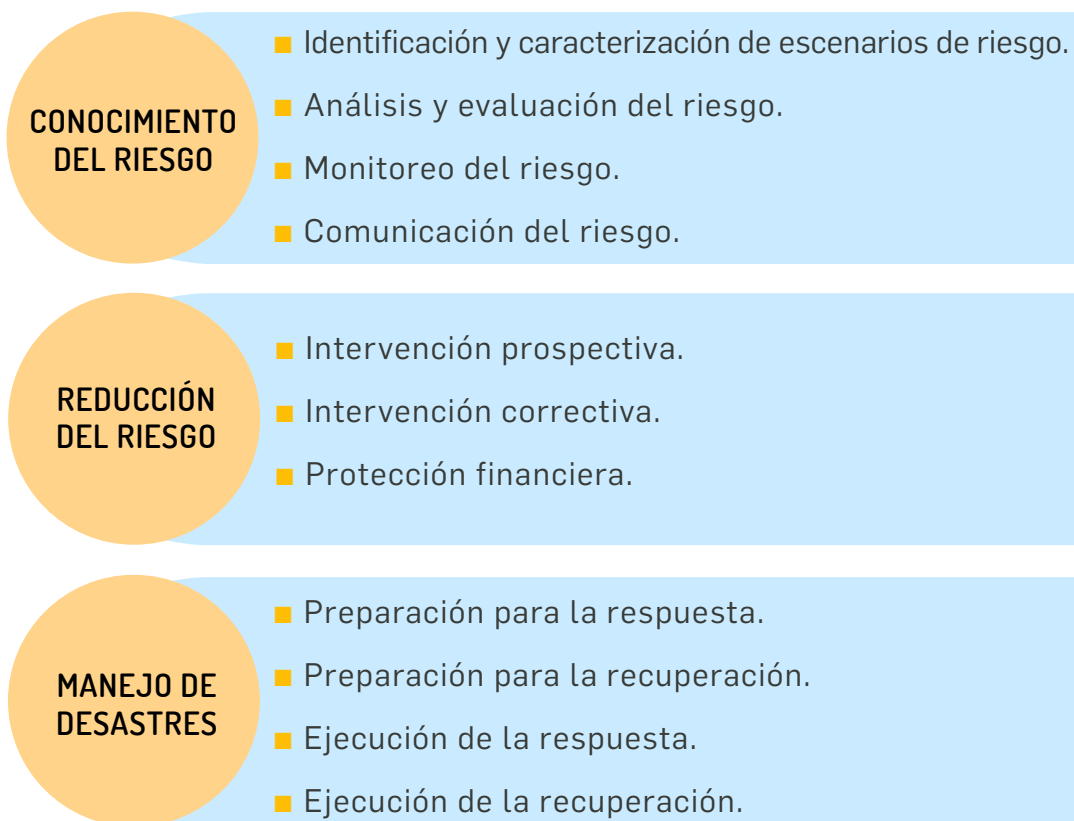 CONOCIMIENTO
DEL RIESGO
Identificación y caracterización de escenarios de riesgo.
Análisis y evaluación del riesgo.
Monitoreo del riesgo.
Comunicación del riesgo.
REDUCCIÓN
DEL RIESGO
Intervención prospectiva.
Intervención correctiva.
Protección financiera.
MANEJO DE
DESASTRES
Preparación para la respuesta.
Preparación para la recuperación.
Ejecución de la respuesta.
Ejecución de la recuperación.